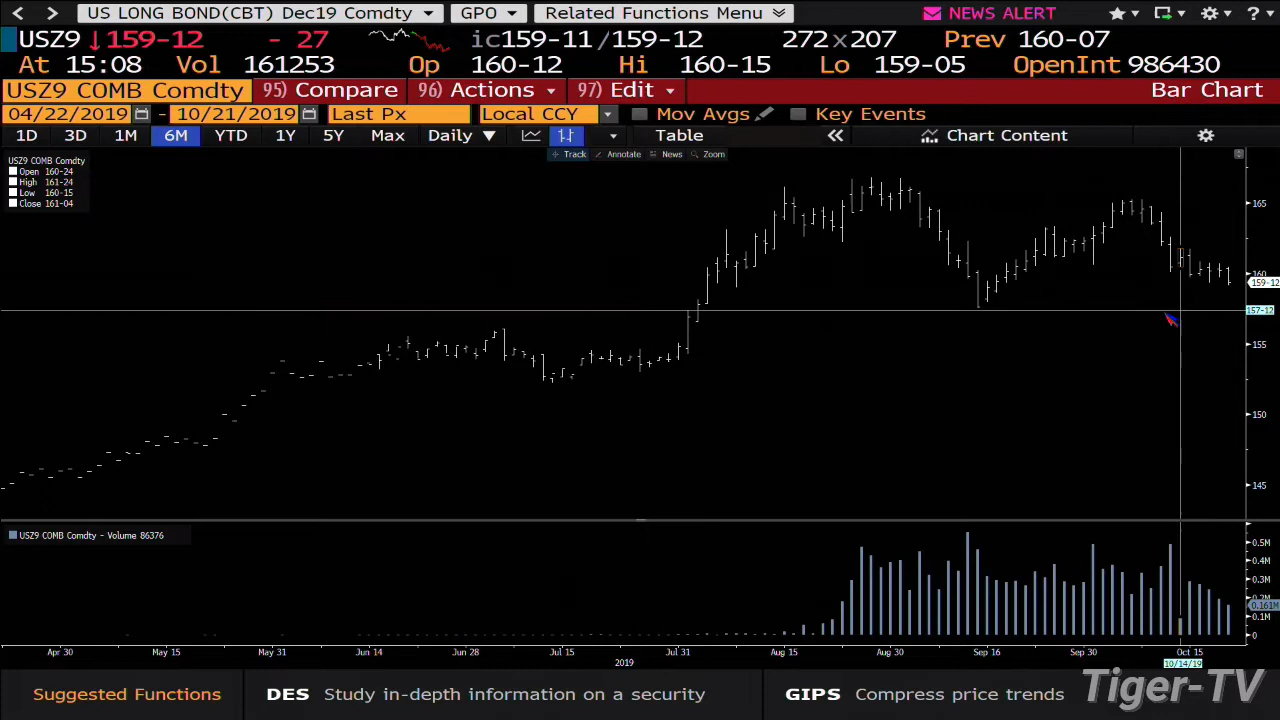 US LONG BOND(CBT) Dec19 Comdty GPO Related Functions Menu NEWS ALERT ?
USZ9 ↓159-12 - 27 ic159-11/159-12 272x207 Prev 160-07
At 15:08 Vol 161253 Op 160-12 Hi 160-15 Lo 159-05 OpenInt 986430
USZ9 COMB Comdty 95) Compare 96) Actions 97) Edit Bar Chart
04/22/2019 - 10/21/2019 Last Px Local CCY Mov Avgs Key Events
1D 3D 1M 6M YTD 1Y 5Y Max Daily ▼ Table « Chart Content
Track Annotate News Zoom
USZ9 COMB Comdty
Open 160-24
High 161-24
Low 160-15
Close 161-04
165
160
159-12
157-12
155
150
145
USZ9 COMB Comdty - Volume 86376
0.5M
0.4M
0.3M
0.2M
0.161M
0.1M
0
Apr 30 May 15 May 31 Jun 14 Jun 28 Jul 15 Jul 31 Aug 15 Aug 30 Sep 16 Sep 30 Oct 15
2019 10/14/19
Suggested Functions DES Study in-depth information on a security GIPS Compress price trends
Tiger-TV